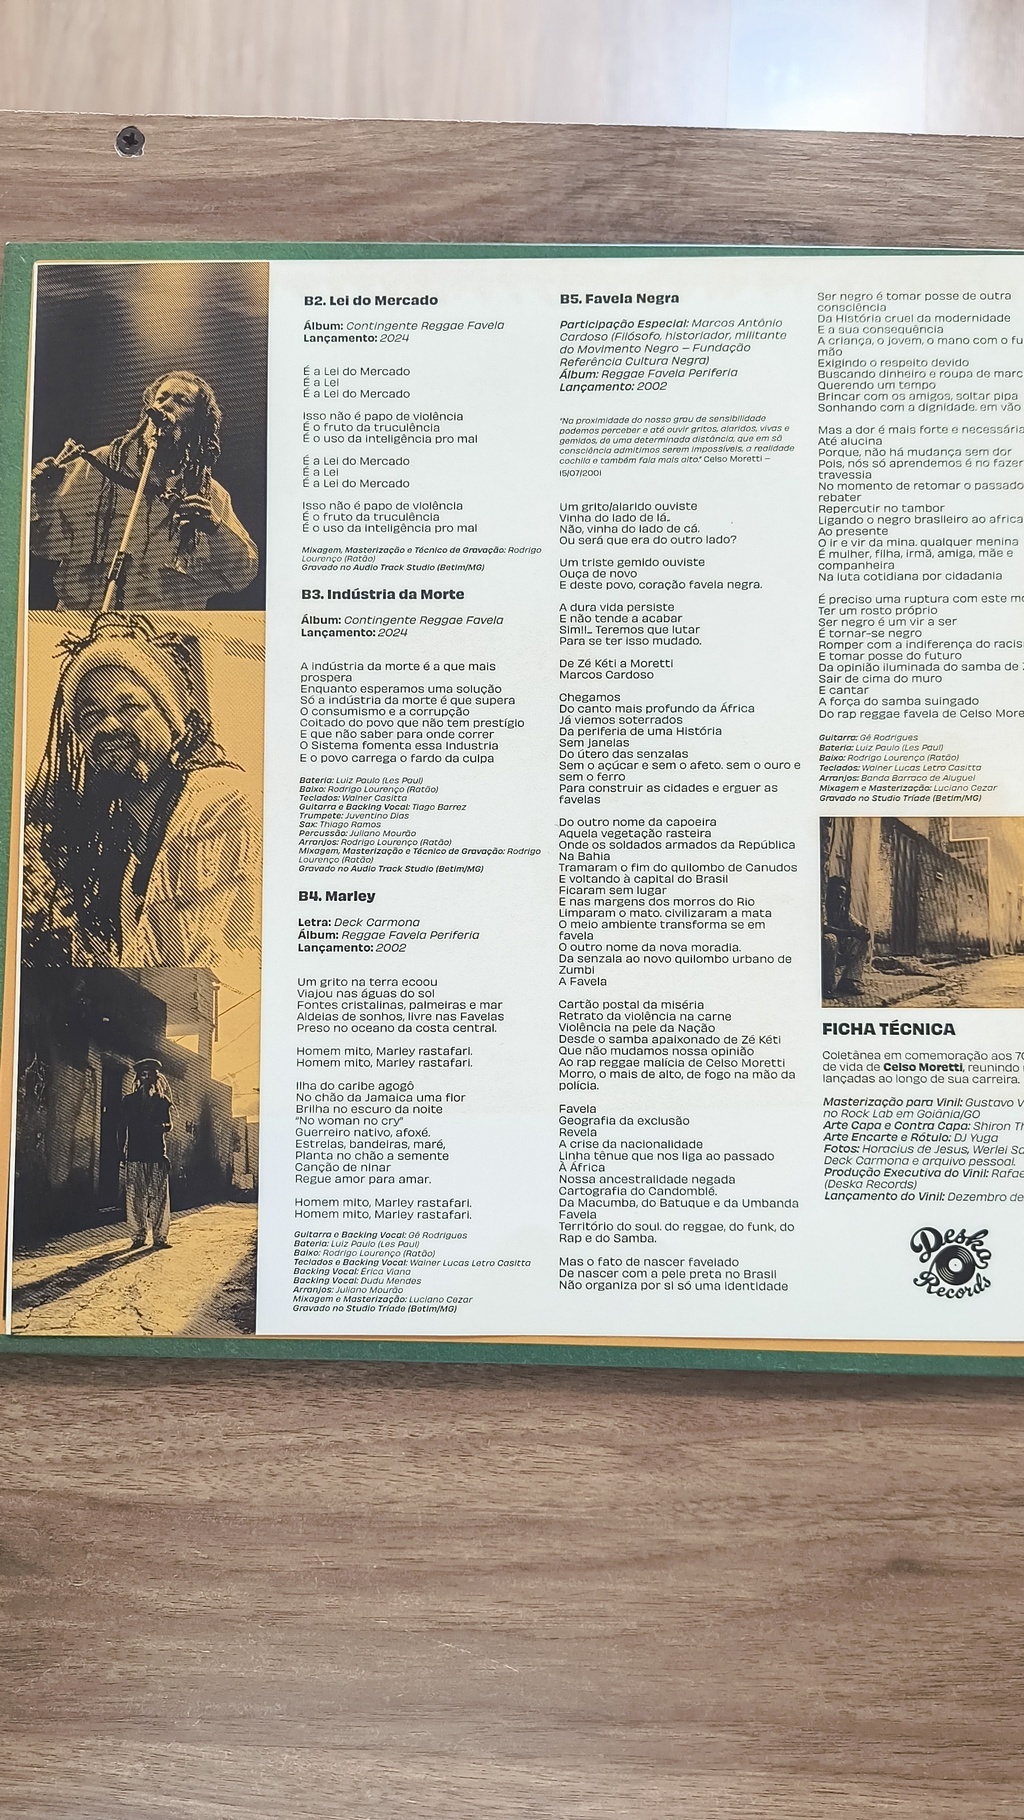 B2. Lei do Mercado
Álbum: Contingente Reggae Favela
Lançamento: 2024
É a Lei do Mercado
É a Lei
É a Lei do Mercado
Isso não é papo de violência
É o fruto da truculência
É o uso da inteligência pro mal
É a Lei do Mercado
É a Lei
É a Lei do Mercado
Isso não é papo de violência
É o fruto da truculência
É o uso da inteligência pro mal
Mixagem, Masterização e Técnico de Gravação: Rodrigo
Lourenço (Ratão)
Gravado no Audio Track Studio (Betim/MG)
B3. Indústria da Morte
Álbum: Contingente Reggae Favela
Lançamento: 2024
A indústria da morte é a que mais
prospera
Enquanto esperamos uma solução
Só a indústria da morte é que supera
O consumismo e a corrupção
Coitado do povo que não tem prestígio
E que não saber para onde correr
O Sistema fomenta essa Industria
E o povo carrega o fardo da culpa
Bateria: Luiz Paulo (Les Paul)
Baixo: Rodrigo Lourenço (Ratão)
Teclados: Walner Casitta
Guitarra e Backing Vocal: Tiago Barrez
Trumpete: Juventino Dias
Sax: Thiago Ramos
Percussão: Juliano Mourão
Arranjos: Rodrigo Lourenço (Ratão)
Mixagem, Masterização e Técnico de Gravação: Rodrigo
Lourenço (Ratão)
Gravado no Audio Track Studio (Betim/MG)
B4. Marley
Letra: Deck Carmona
Álbum: Reggae Favela Periferia
Lançamento: 2002
Um grito na terra ecoou
Viajou nas águas do sol
Fontes cristalinas, palmeiras e mar
Aldeias de sonhos, livre nas Favelas
Preso no oceano da costa central.
Homem mito, Marley rastafari.
Homem mito, Marley rastafari.
Ilha do caribe agogô
No chão da Jamaica uma flor
Brilha no escuro da noite
"No woman no cry"
Guerreiro nativo, afoxé.
Estrelas, bandeiras, maré,
Planta no chão a semente
Canção de ninar
Regue amor para amar.
Homem mito, Marley rastafari.
Homem mito, Marley rastafari.
Guitarra e Backing Vocal: Gê Rodrigues
Bateria: Luiz Paulo (Les Paul)
Baixo: Rodrigo Lourenço (Ratão)
Teclados e Backing Vocal: Walner Lucas Letro Casitta
Backing Vocal: Erica Viana
Backing Vocal: Dudu Mendes
Arranjos: Juliano Mourão
Mixagem e Masterização: Luciano Cezar
Gravado no Studio Tríade (Betim/MG)
B5. Favela Negra
Participação Especial: Marcos Antônio
Cardoso (Filósofo, historiador, militante
do Movimento Negro – Fundação
Referência Cultura Negra)
Álbum: Reggae Favela Periferia
Lançamento: 2002
"Na proximidade do nosso grau de sensibilidade
podemos perceber e até ouvir gritos, alaridos, vivas e
gemidos, de uma determinada distância, que em sã
consciência admitimos serem impossíveis, a realidade
cochila e também fala mais alto." Celso Moretti –
15/07/2001
Um grito/alarido ouviste
Vinha do lado de lá..
Não, vinha do lado de cá.
Ou será que era do outro lado?
Um triste gemido ouviste
Ouça de novo
E deste povo, coração favela negra.
A dura vida persiste
E não tende a acabar
Sim!!... Teremos que lutar
Para se ter isso mudado.
De Zé Kéti a Moretti
Marcos Cardoso
Chegamos
Do canto mais profundo da África
Já viemos soterrados
Da periferia de uma História
Sem Janelas
Do útero das senzalas
Sem o açúcar e sem o afeto. sem o ouro e
sem o ferro
Para construir as cidades e erguer as
favelas
Do outro nome da capoeira
Aquela vegetação rasteira
Onde os soldados armados da República
Na Bahia
Tramaram o fim do quilombo de Canudos
E voltando à capital do Brasil
Ficaram sem lugar
E nas margens dos morros do Rio
Limparam o mato. civilizaram a mata
O meio ambiente transforma se em
favela
O outro nome da nova moradia.
Da senzala ao novo quilombo urbano de
Zumbi
A Favela
Cartão postal da miséria
Retrato da violência na carne
Violência na pele da Nação
Desde o samba apaixonado de Zé Kéti
Que não mudamos nossa opinião
Ao rap reggae malícia de Celso Moretti
Morro, o mais de alto, de fogo na mão da
polícia.
Favela
Geografia da exclusão
Revela
A crise da nacionalidade
Linha tênue que nos liga ao passado
À África
Nossa ancestralidade negada
Cartografia do Candomblé.
Da Macumba, do Batuque e da Umbanda
Favela
Território do soul. do reggae, do funk, do
Rap e do Samba.
Mas o fato de nascer favelado
De nascer com a pele preta no Brasil
Não organiza por si só uma identidade
Ser negro é tomar posse de outra
consciência
Da História cruel da modernidade
E a sua consequência
A criança, o jovem, o mano com o fu
mão
Exigindo o respeito devido
Buscando dinheiro e roupa de marc
Querendo um tempo
Brincar com os amigos, soltar pipa
Sonhando com a dignidade. em vão
Mas a dor é mais forte e necessária
Até alucina
Porque, não há mudança sem dor
Pois, nós só aprendemos é no fazer
travessia
No momento de retomar o passado
rebater
Repercutir no tambor
Ligando o negro brasileiro ao africa
Ao presente
O ir e vir da mina. qualquer menina
É mulher, filha, irmã, amiga, mãe e
companheira
Na luta cotidiana por cidadania
É preciso uma ruptura com este mo
Ter um rosto próprio
Ser negro é um vir a ser
É tornar-se negro
Romper com a indiferença do racis
E tomar posse do futuro
Da opinião iluminada do samba de
Sair de cima do muro
E cantar
A força do samba suingado
Do rap reggae favela de Celso More
Guitarra: Gê Rodrigues
Bateria: Luiz Paulo (Les Paul)
Baixo: Rodrigo Lourenço (Ratão)
Teclados: Walner Lucas Letro Casitta
Arranjos: Banda Barraco de Aluguel
Mixagem e Masterização: Luciano Cezar
Gravado no Studio Tríade (Betim/MG)
FICHA TÉCNICA
Coletânea em comemoração aos 70
de vida de Celso Moretti, reunindo
lançadas ao longo de sua carreira.
Masterização para Vinil: Gustavo V
no Rock Lab em Goiânia/GO
Arte Capa e Contra Capa: Shiron Th
Arte Encarte e Rótulo: DJ Yuga
Fotos: Horacius de Jesus, Werlei Sa
Deck Carmona e arquivo pessoal.
Produção Executiva do Vinil: Rafae
(Deska Records)
Lançamento do Vinil: Dezembro de
Deska
Records